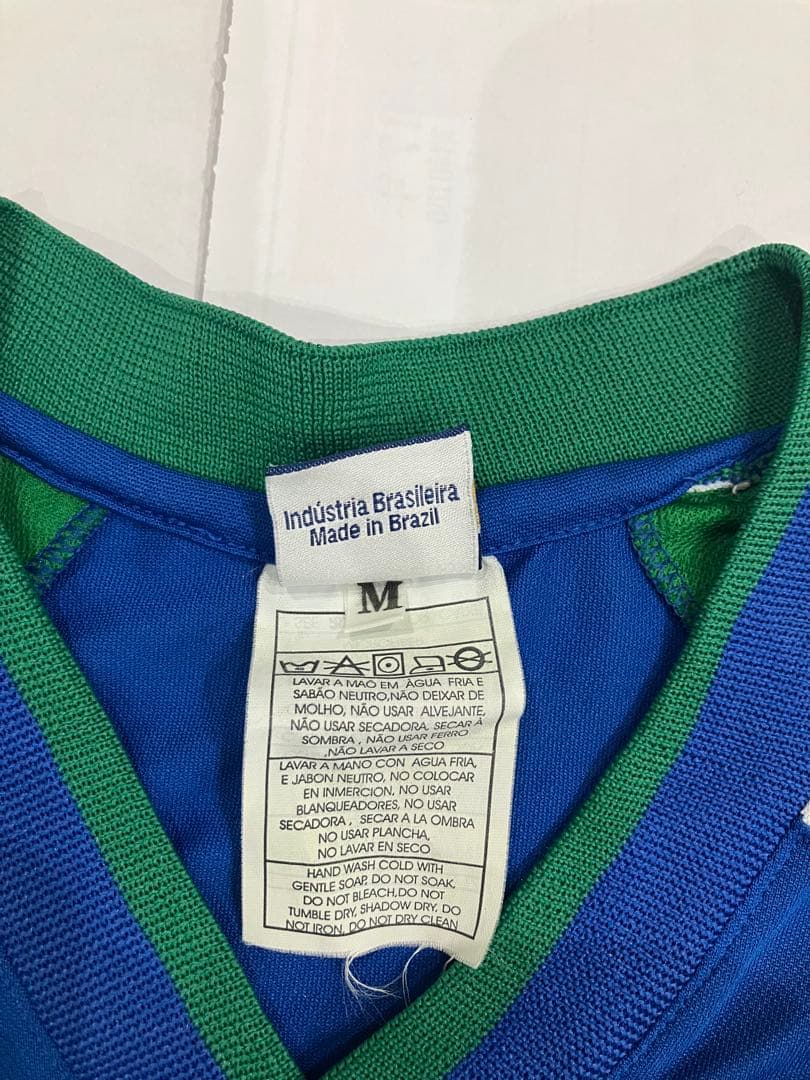 Indústria Brasileira
Made in Brazil
M
LAVAR A MAO EM ÁGUA FRIA E
SABÃO NEUTRO,NÃO DEIXAR DE
MOLHO, NÃO USAR ALVEJANTE,
NÃO USAR SECADORA, SECAR À
SOMBRA , NÃO USAR FERRO
,NÃO LAVAR A SECO
LAVAR A MANO CON AGUA FRIA,
E JABON NEUTRO, NO COLOCAR
EN INMERCION, NO USAR
BLANQUEADORES, NO USAR
SECADORA , SECAR A LA OMBRA
NO USAR PLANCHA,
NO LAVAR EN SECO
HAND WASH COLD WITH
GENTLE SOAP, DO NOT SOAK,
DO NOT BLEACH,DO NOT
TUMBLE DRY, SHADOW DRY, DO
NOT IRON, DO NOT DRY CLEAN